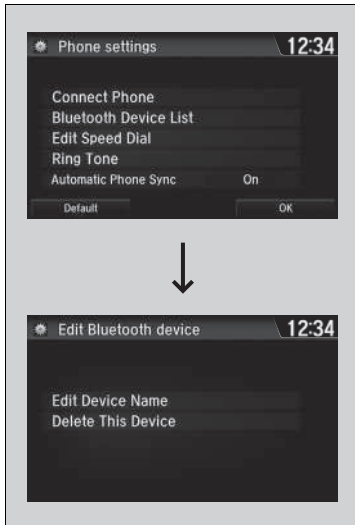 Phone settings 12:34
Connect Phone
Bluetooth Device List
Edit Speed Dial
Ring Tone
Automatic Phone Sync On
Default OK
Edit Bluetooth device 12:34
Edit Device Name
Delete This Device